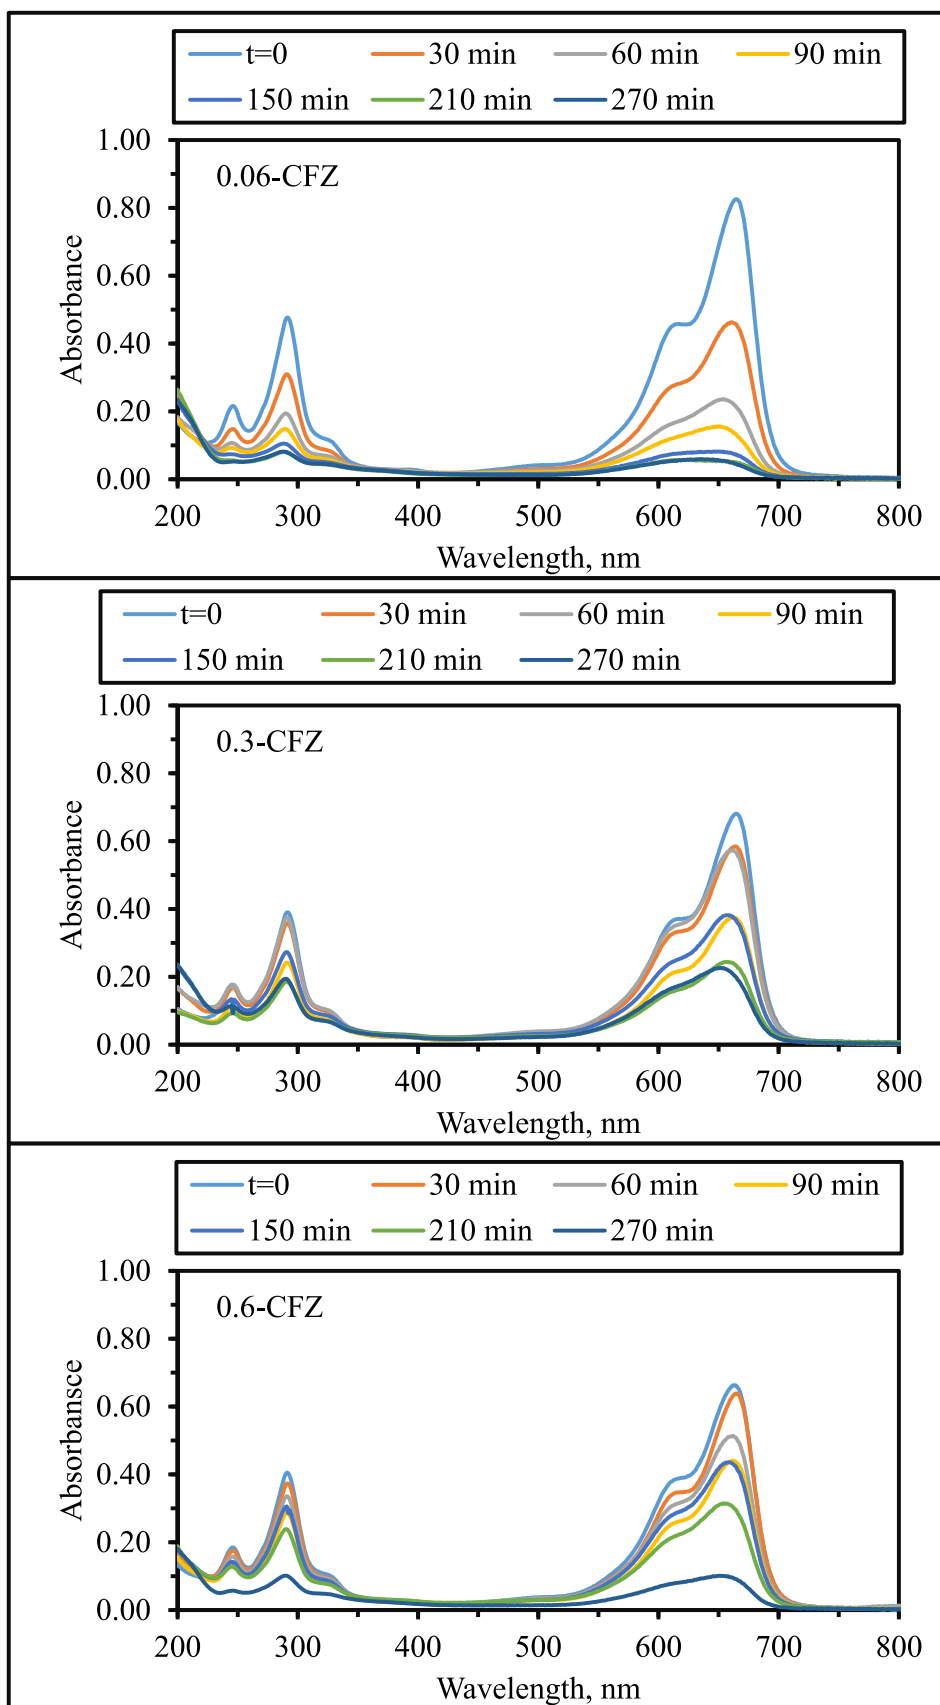 t=0 30 min 60 min 90 min
150 min 210 min 270 min
1.00
0.06-CFZ
0.80
0.60
0.40
0.20
0.00
Absorbance
200 300 400 500 600 700 800
Wavelength, nm
t=0 30 min 60 min 90 min
150 min 210 min 270 min
1.00
0.3-CFZ
0.80
0.60
0.40
0.20
0.00
Absorbance
200 300 400 500 600 700 800
Wavelength, nm
t=0 30 min 60 min 90 min
150 min 210 min 270 min
1.00
0.6-CFZ
0.80
0.60
0.40
0.20
0.00
Absorbansce
200 300 400 500 600 700 800
Wavelength, nm